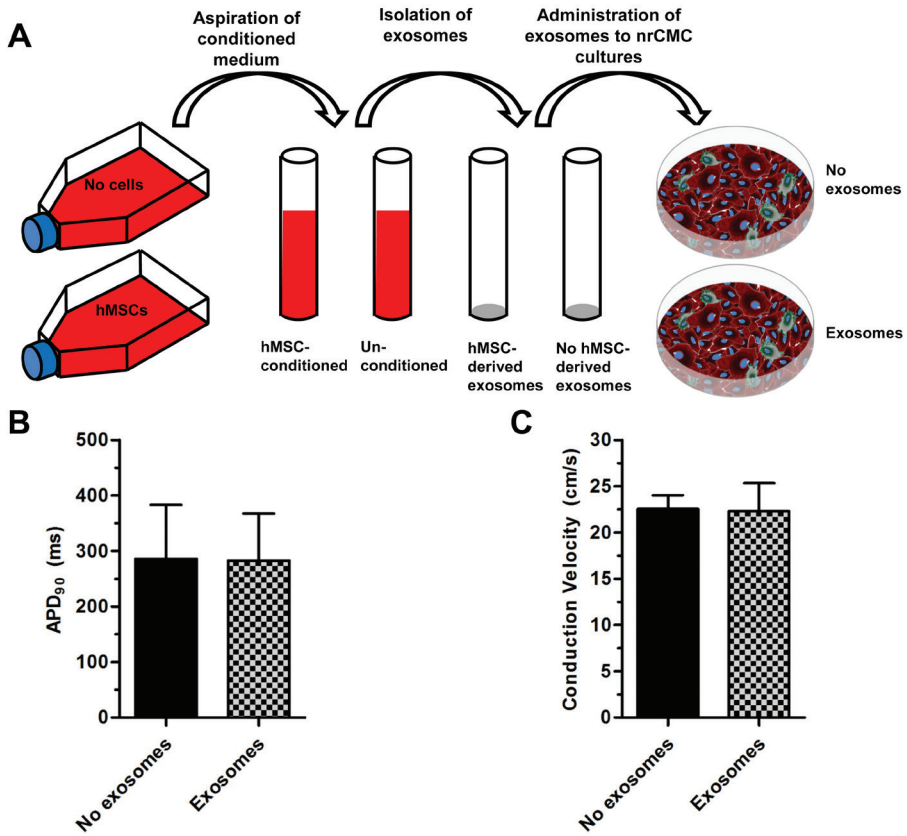 A
Aspiration of
conditioned
medium
Isolation of
exosomes
Administration of
exosomes to nrCMC
cultures
No cells
hMSCs
hMSC-
conditioned
Un-
conditioned
hMSC-
derived
exosomes
No hMSC-
derived
exosomes
No
exosomes
Exosomes
B
APD90 (ms)
500
400
300
200
100
0
No exosomes
Exosomes
C
Conduction Velocity (cm/s)
30
25
20
15
10
5
0
No exosomes
Exosomes